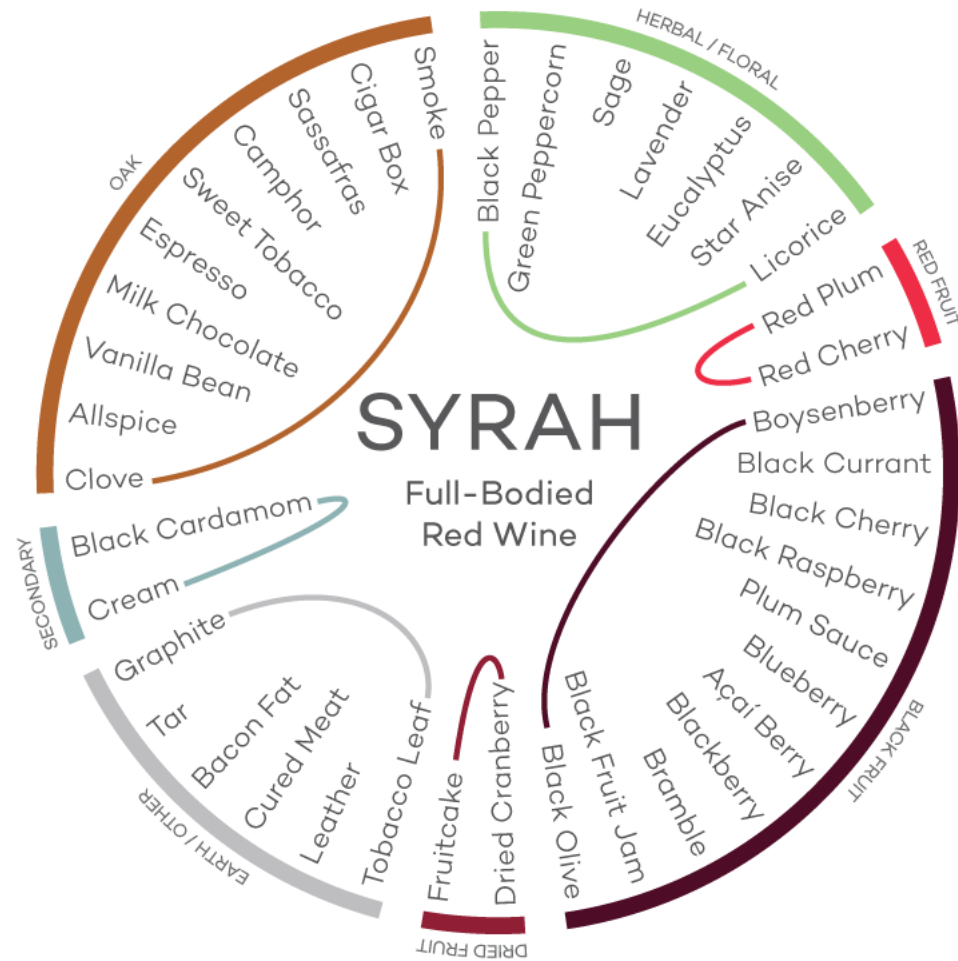 SYRAH
Full-Bodied
Red Wine
HERBAL / FLORAL
Black Pepper
Green Peppercorn
Sage
Lavender
Eucalyptus
Star Anise
Licorice
RED FRUIT
Red Plum
Red Cherry
BLACK FRUIT
Boysenberry
Black Currant
Black Cherry
Black Raspberry
Plum Sauce
Blueberry
Açaí Berry
Blackberry
Bramble
Black Fruit Jam
Black Olive
DRIED FRUIT
Dried Cranberry
Fruitcake
EARTH / OTHER
Tobacco Leaf
Leather
Cured Meat
Bacon Fat
Tar
Graphite
SECONDARY
Cream
Black Cardamom
OAK
Clove
Allspice
Vanilla Bean
Milk Chocolate
Espresso
Sweet Tobacco
Camphor
Sassafras
Cigar Box
Smoke